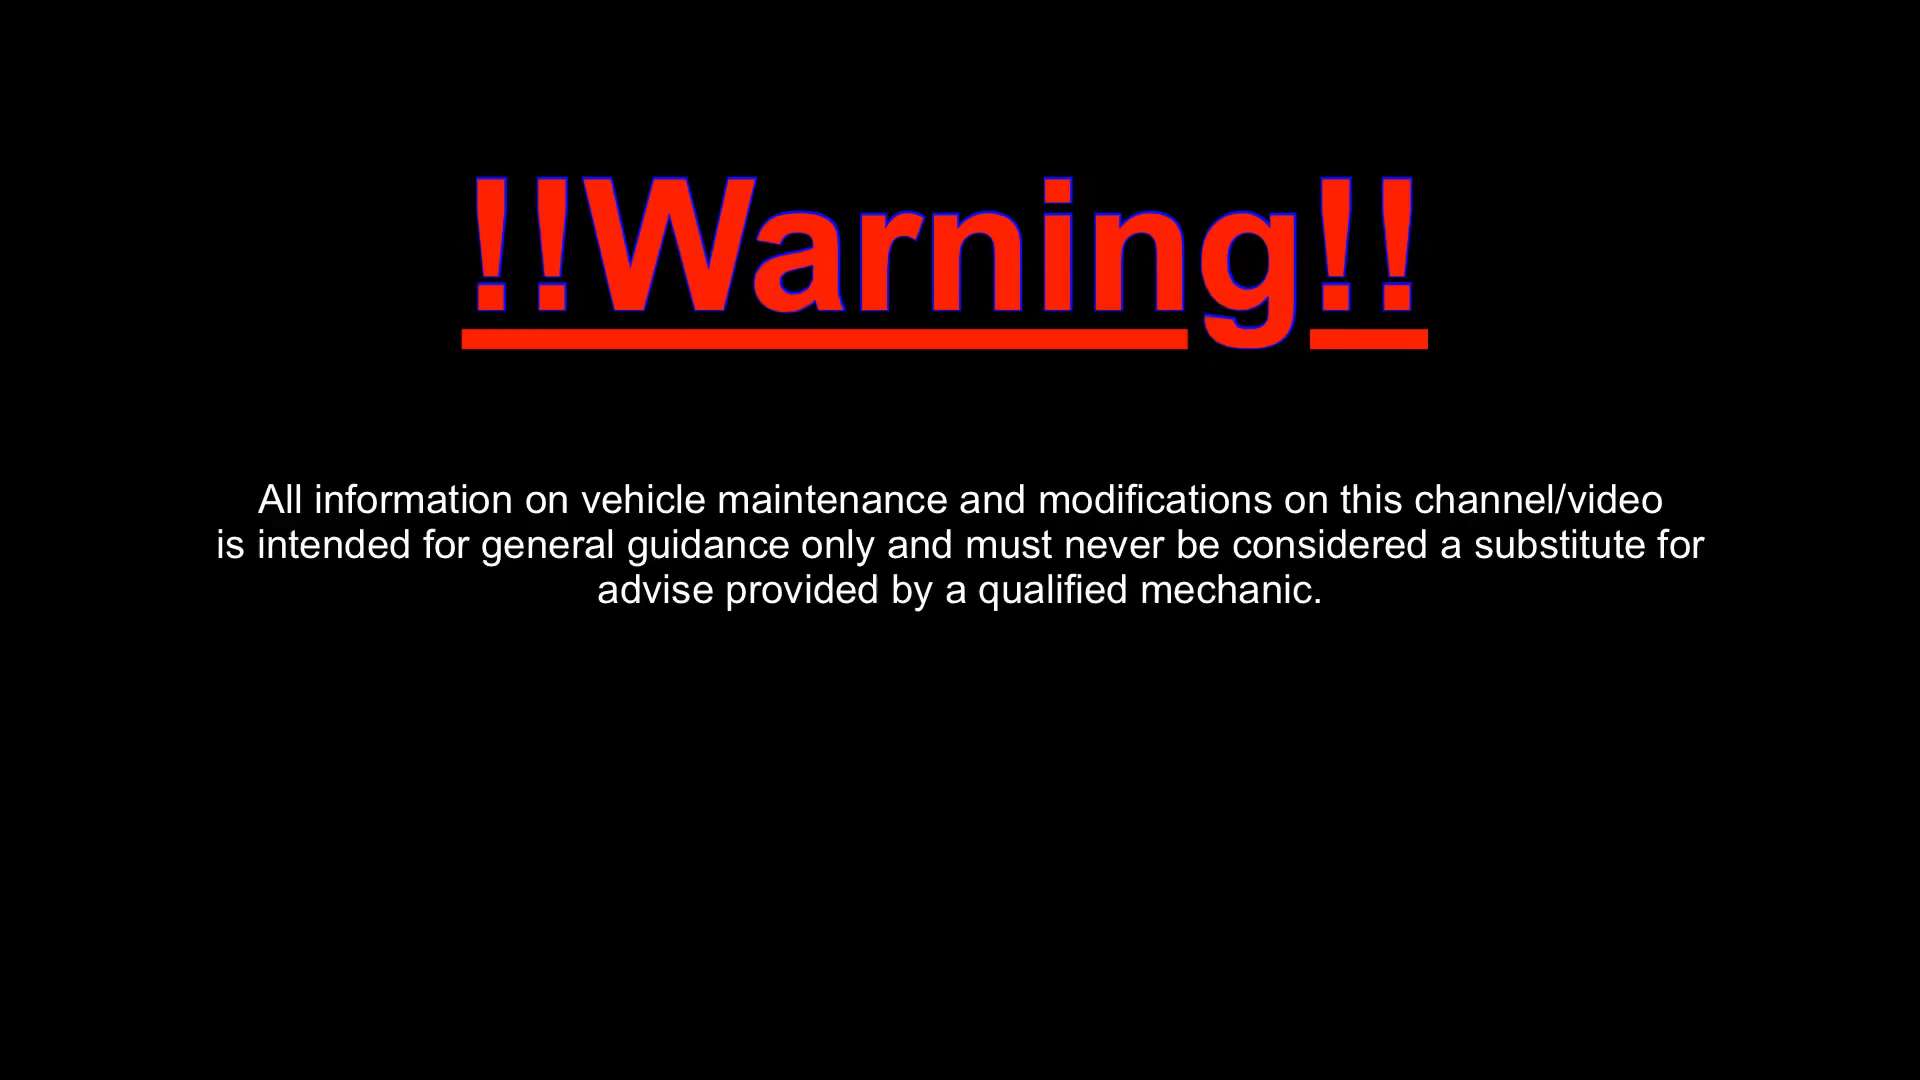 !!Warning!!
All information on vehicle maintenance and modifications on this channel/video
is intended for general guidance only and must never be considered a substitute for
advise provided by a qualified mechanic.